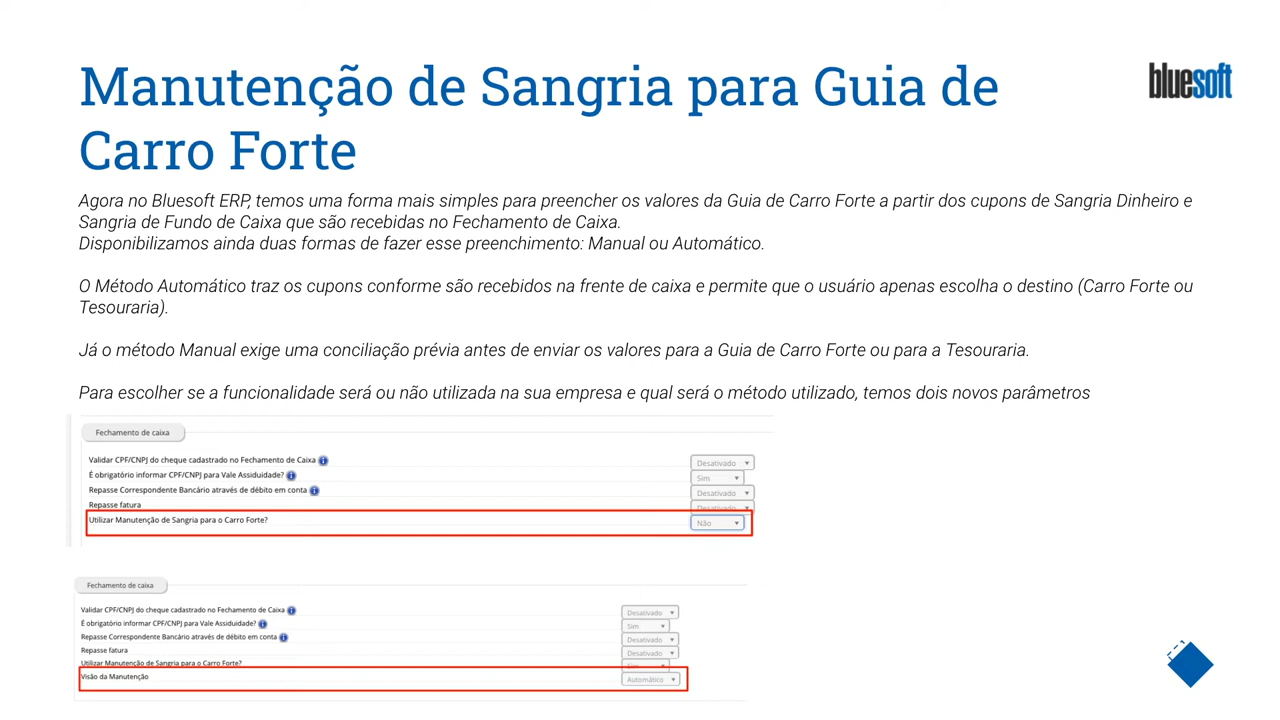 Manutenção de Sangria para Guia de
Carro Forte
bluesoft
Agora no Bluesoft ERP, temos uma forma mais simples para preencher os valores da Guia de Carro Forte a partir dos cupons de Sangria Dinheiro e
Sangria de Fundo de Caixa que são recebidas no Fechamento de Caixa.
Disponibilizamos ainda duas formas de fazer esse preenchimento: Manual ou Automático.
O Método Automático traz os cupons conforme são recebidos na frente de caixa e permite que o usuário apenas escolha o destino (Carro Forte ou
Tesouraria).
Já o método Manual exige uma conciliação prévia antes de enviar os valores para a Guia de Carro Forte ou para a Tesouraria.
Para escolher se a funcionalidade será ou não utilizada na sua empresa e qual será o método utilizado, temos dois novos parâmetros
Fechamento de caixa
Validar CPF/CNPJ do cheque cadastrado no Fechamento de Caixa Desativado
É obrigatório informar CPF/CNPJ para Vale Assiduidade? Sim
Repasse Correspondente Bancário através de débito em conta Desativado
Repasse fatura Desativado
Utilizar Manutenção de Sangria para o Carro Forte? Não
Fechamento de caixa
Validar CPF/CNPJ do cheque cadastrado no Fechamento de Caixa Desativado
É obrigatório informar CPF/CNPJ para Vale Assiduidade? Sim
Repasse Correspondente Bancário através de débito em conta Desativado
Repasse fatura Desativado
Utilizar Manutenção de Sangria para o Carro Forte? Sim
Visão da Manutenção Automático